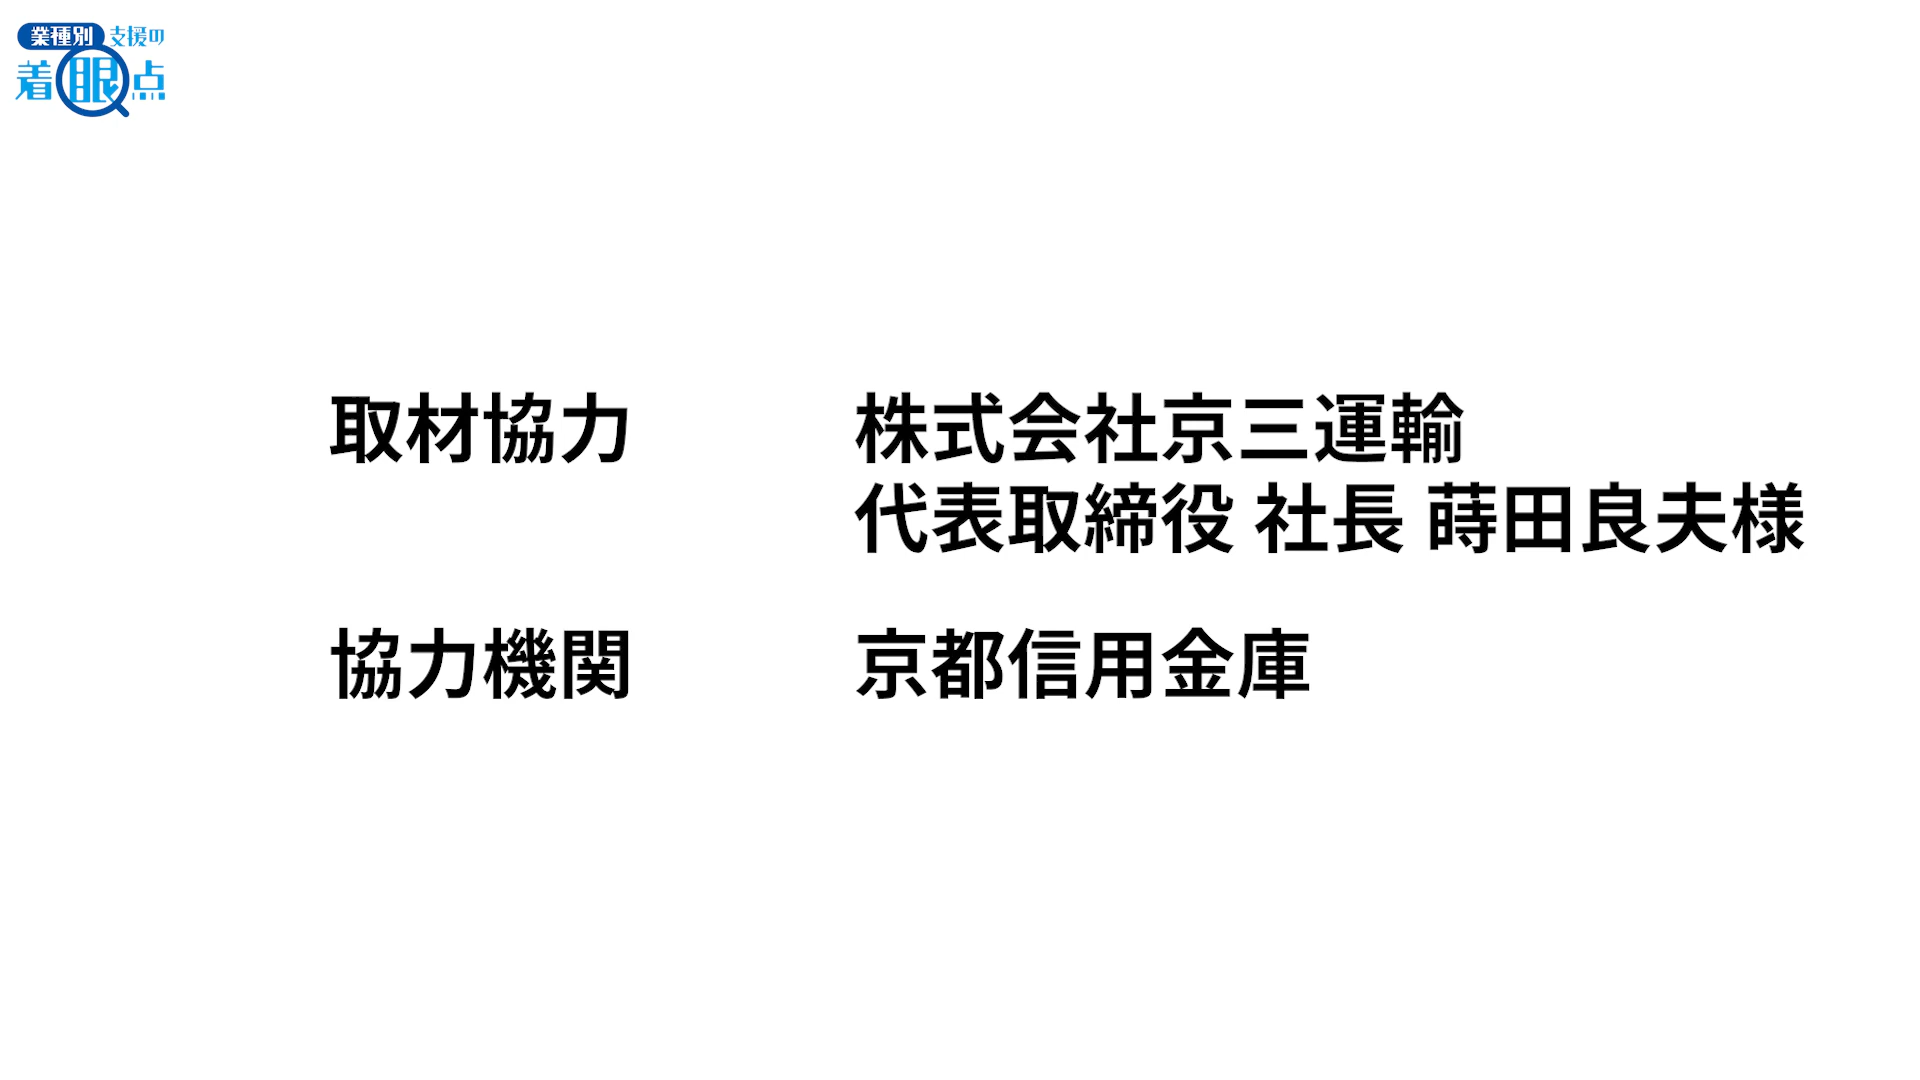 業種別 支援の
着眼点
取材協力 株式会社京三運輸
代表取締役 社長 蒔田良夫様
協力機関 京都信用金庫